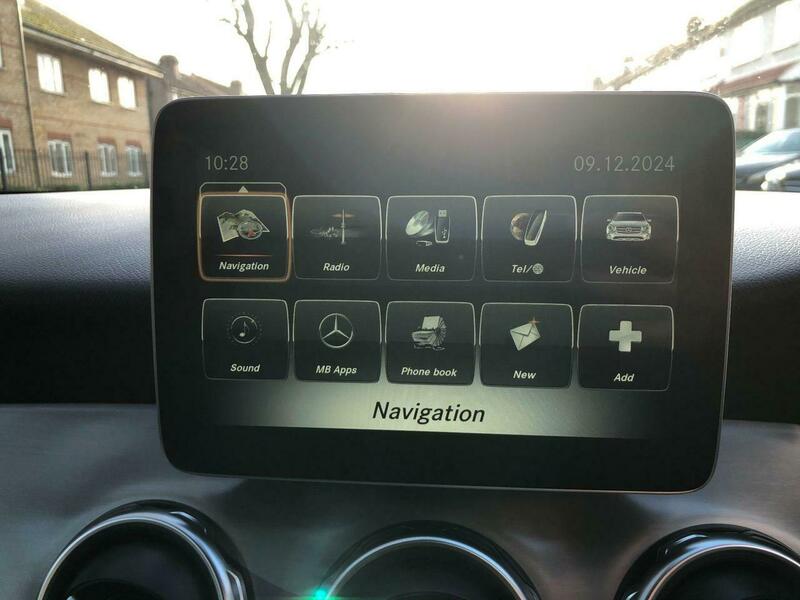 10:28 09.12.2024
Navigation Radio Media Tel/ Vehicle
Sound MB Apps Phone book New Add
Navigation